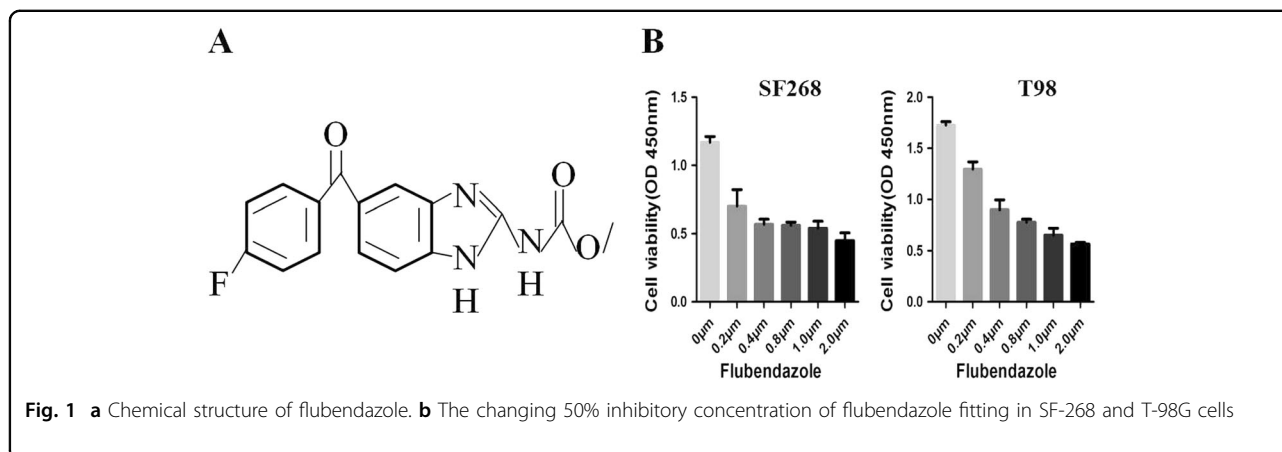 A
O
N
O
N
O
F
N
H
H
B
SF268
Cell viability(OD 450nm)
1.5
1.0
0.5
0.0
0μm
0.2μm
0.4μm
0.8μm
1.0μm
2.0μm
Flubendazole
T98
Cell viability(OD 450nm)
2.0
1.5
1.0
0.5
0.0
0μm
0.2μm
0.4μm
0.8μm
1.0μm
2.0μm
Flubendazole
Fig. 1 a Chemical structure of flubendazole. b The changing 50% inhibitory concentration of flubendazole fitting in SF-268 and T-98G cells